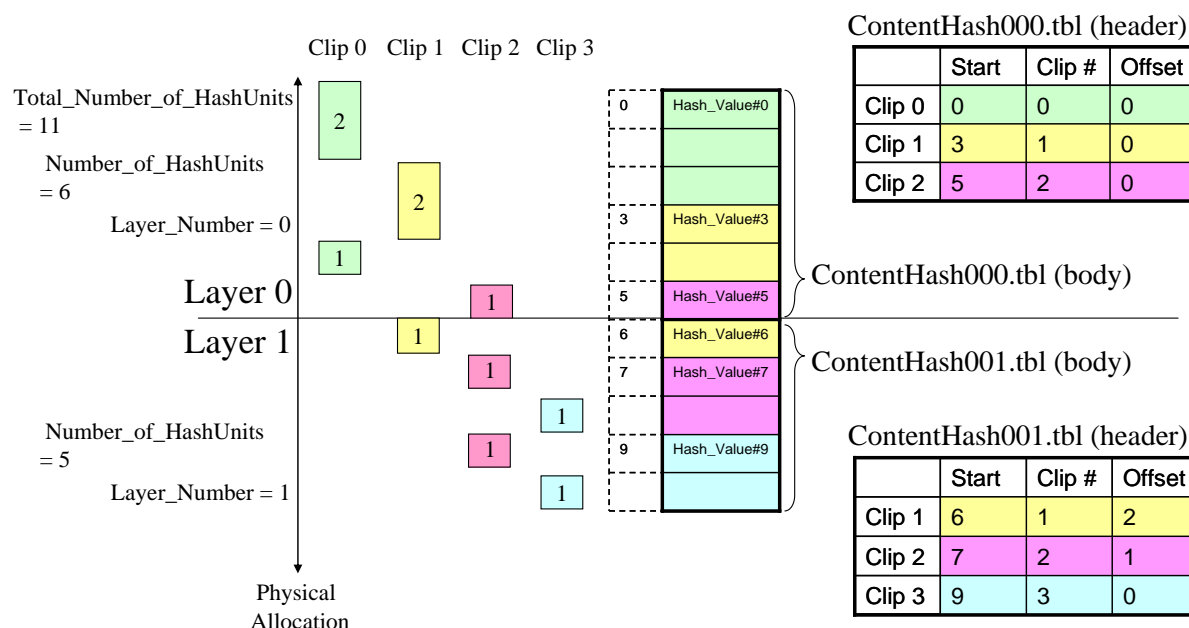 ContentHash000.tbl (header)
Start Clip # Offset
Clip 0 0 0 0
Clip 1 3 1 0
Clip 2 5 2 0
Clip 0 Clip 1 Clip 2 Clip 3
Total_Number_of_HashUnits
= 11
Number_of_HashUnits
= 6
Layer_Number = 0
Layer 0
Layer 1
Number_of_HashUnits
= 5
Layer_Number = 1
Physical
Allocation
2
2
1
1
1
1
1
1
1
0 Hash_Value#0
3 Hash_Value#3
5 Hash_Value#5
6 Hash_Value#6
7 Hash_Value#7
9 Hash_Value#9
ContentHash000.tbl (body)
ContentHash001.tbl (body)
ContentHash001.tbl (header)
Start Clip # Offset
Clip 1 6 1 2
Clip 2 7 2 1
Clip 3 9 3 0